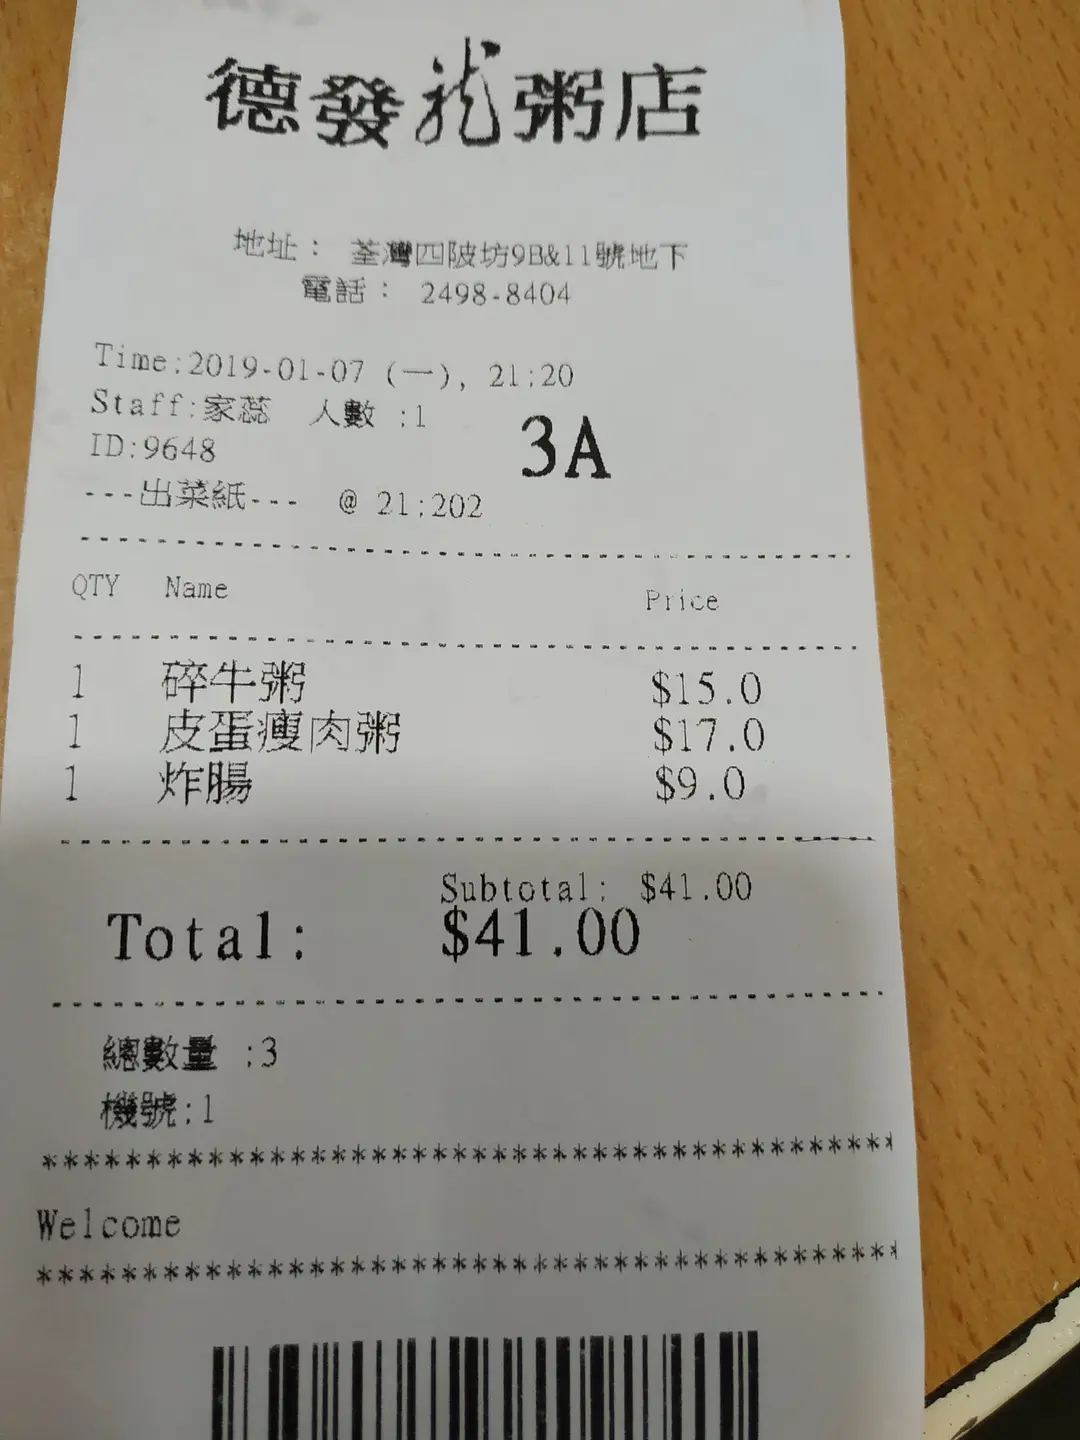 德發龍粥店
地址： 荃灣四陂坊9B&11號地下
電話： 2498-8404
Time:2019-01-07 (一), 21:20
Staff:家蕊 人數 :1
3A
ID:9648
---出菜紙--- @ 21:202
QTY Name Price
1 碎牛粥 $15.0
1 皮蛋瘦肉粥 $17.0
1 炸腸 $9.0
Subtotal: $41.00
Total: $41.00
總數量 :3
機號:1
******************************************
Welcome
******************************************